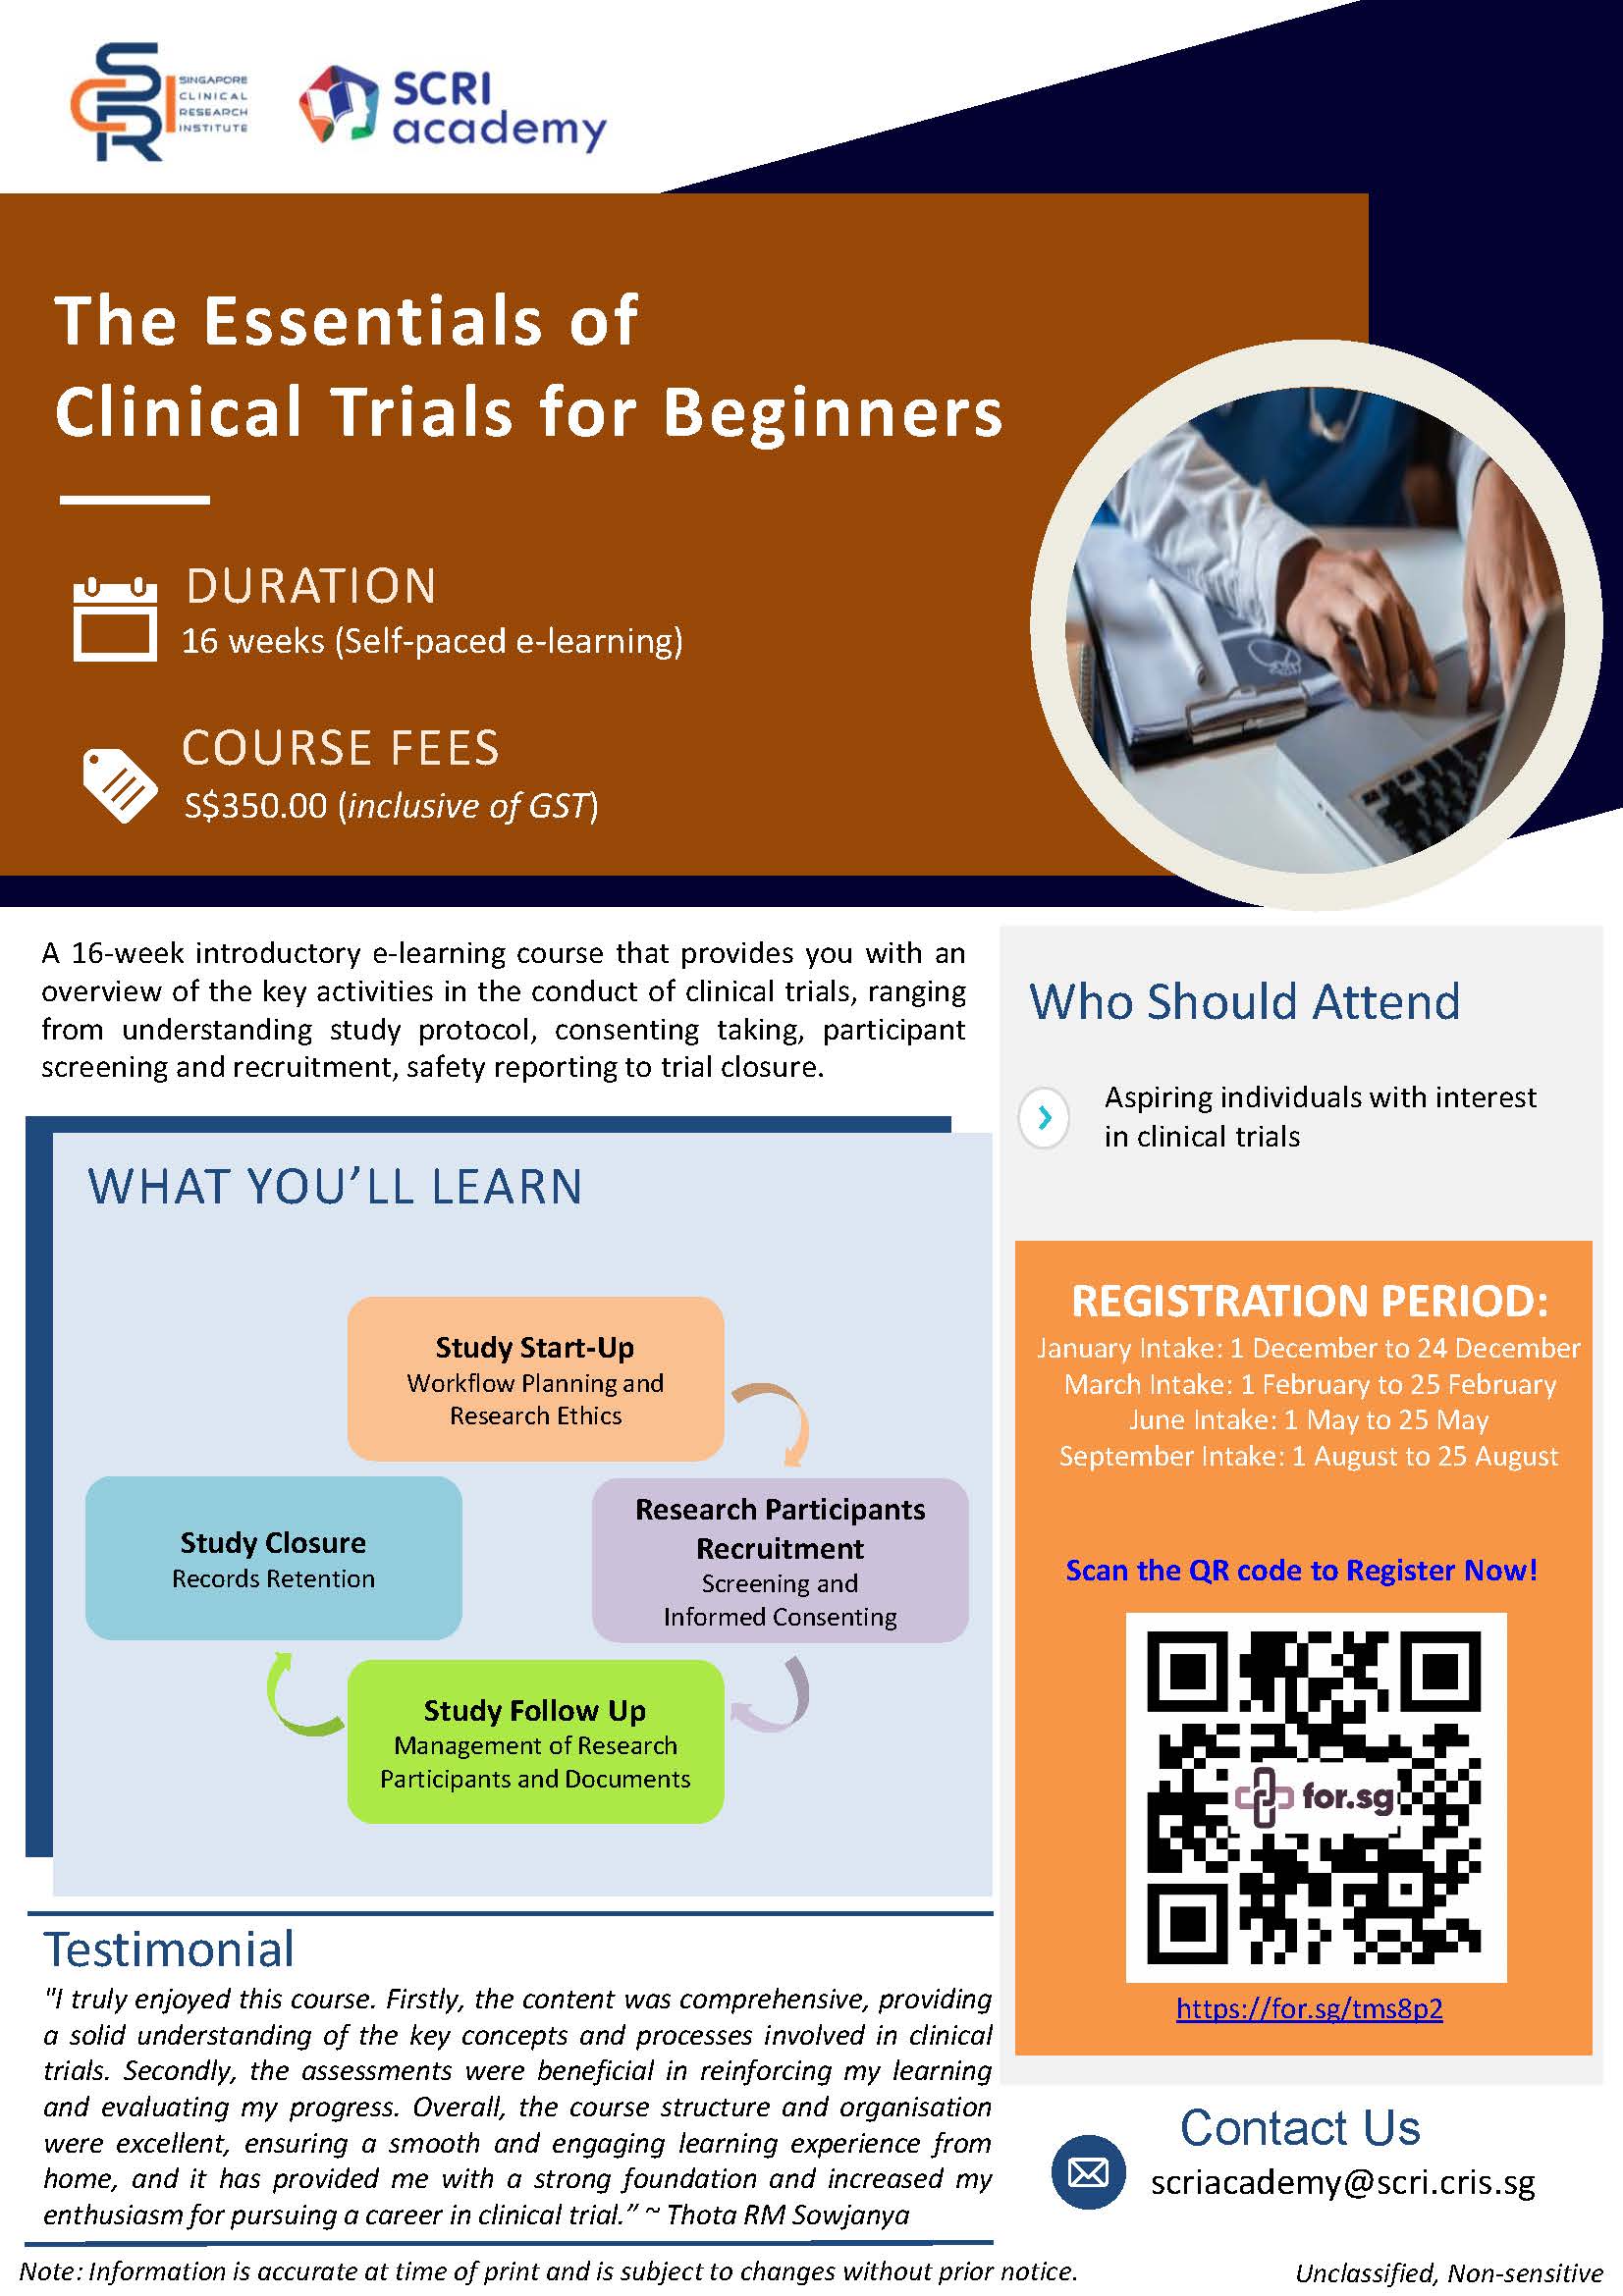 SINGAPORE
CLINICAL
RESEARCH
INSTITUTE
SCRI
academy
The Essentials of
Clinical Trials for Beginners
DURATION
16 weeks (Self-paced e-learning)
COURSE FEES
S$350.00 (inclusive of GST)
A 16-week introductory e-learning course that provides you with an
overview of the key activities in the conduct of clinical trials, ranging
from understanding study protocol, consenting taking, participant
screening and recruitment, safety reporting to trial closure.
WHAT YOU’LL LEARN
Study Start-Up
Workflow Planning and
Research Ethics
Research Participants
Recruitment
Screening and
Informed Consenting
Study Follow Up
Management of Research
Participants and Documents
Study Closure
Records Retention
Testimonial
"I truly enjoyed this course. Firstly, the content was comprehensive, providing
a solid understanding of the key concepts and processes involved in clinical
trials. Secondly, the assessments were beneficial in reinforcing my learning
and evaluating my progress. Overall, the course structure and organisation
were excellent, ensuring a smooth and engaging learning experience from
home, and it has provided me with a strong foundation and increased my
enthusiasm for pursuing a career in clinical trial.” ~ Thota RM Sowjanya
Who Should Attend
Aspiring individuals with interest
in clinical trials
REGISTRATION PERIOD:
January Intake: 1 December to 24 December
March Intake: 1 February to 25 February
June Intake: 1 May to 25 May
September Intake: 1 August to 25 August
Scan the QR code to Register Now!
for.sg
https://for.sg/tms8p2
Contact Us
scriacademy@scri.cris.sg
Note: Information is accurate at time of print and is subject to changes without prior notice.
Unclassified, Non-sensitive